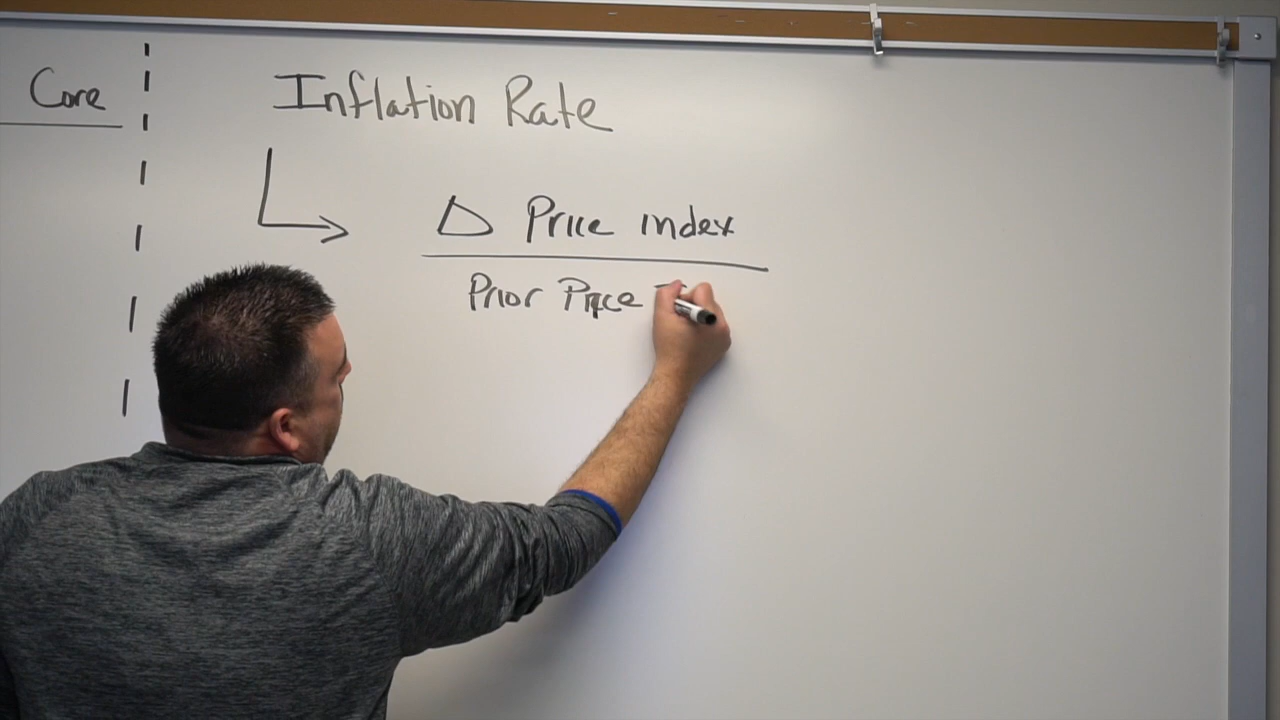 Core
Inflation Rate
Δ Price index
Prior Price